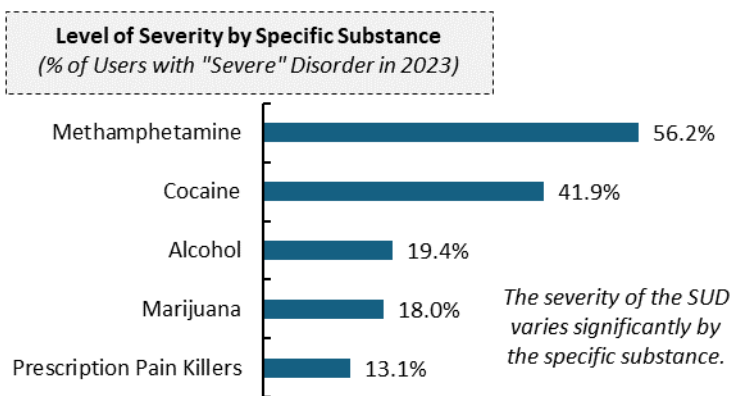 Level of Severity by Specific Substance
(% of Users with "Severe" Disorder in 2023)
Methamphetamine 56.2%
Cocaine 41.9%
Alcohol 19.4%
Marijuana 18.0%
Prescription Pain Killers 13.1%
The severity of the SUD
varies significantly by
the specific substance.